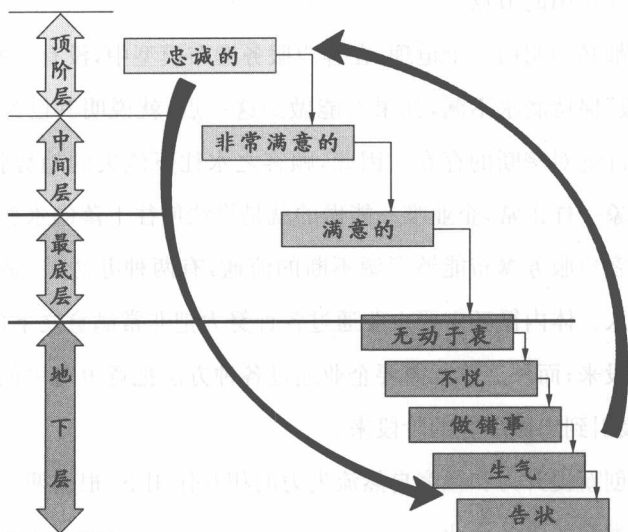 顶阶层
中间层
最底层
地下层
忠诚的
非常满意的
满意的
无动于衷
不悦
做错事
生气
告状